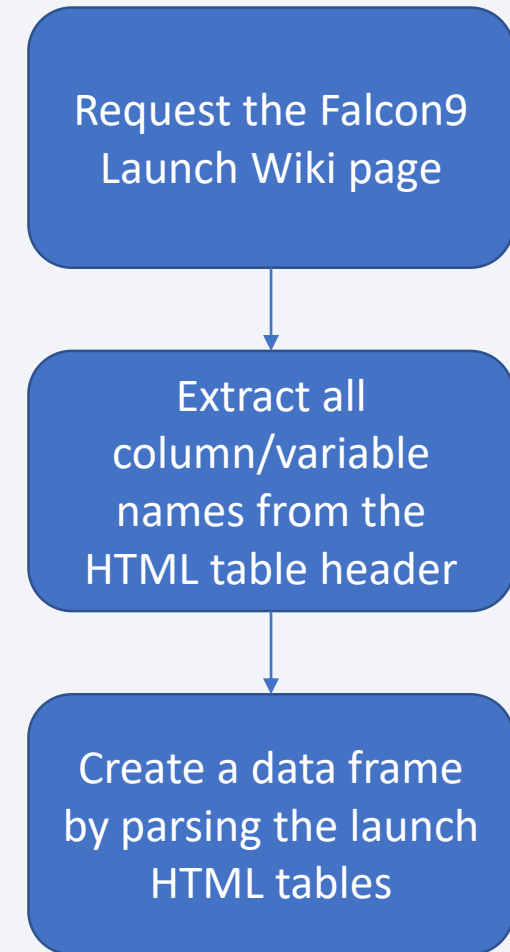 Request the Falcon9
Launch Wiki page
Extract all
column/variable
names from the
HTML table header
Create a data frame
by parsing the launch
HTML tables